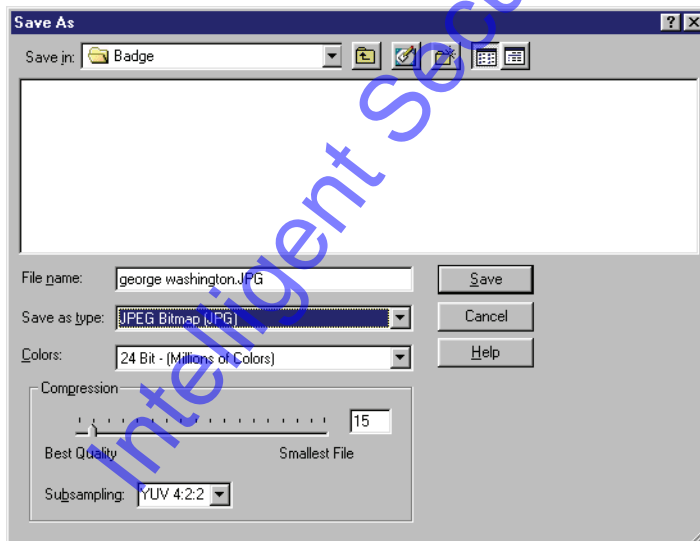 Save As
Save in: Badge
File name: george washington.JPG
Save
Save as type: JPEG Bitmap (JPG)
Cancel
Colors: 24 Bit - (Millions of Colors)
Help
Compression
15
Best Quality Smallest File
Subsampling: YUV 4:2:2
Intelligent Secu